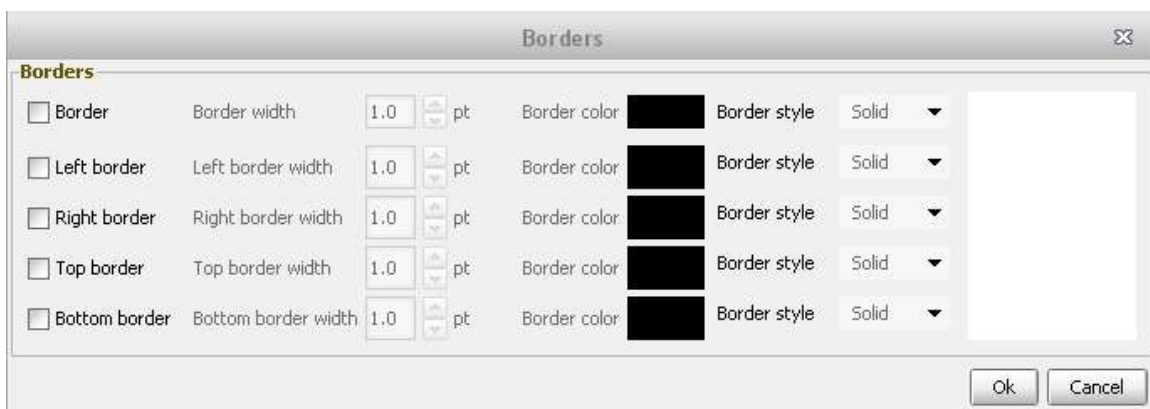 Borders
Borders
Border Border width 1.0 pt Border color Border style Solid
Left border Left border width 1.0 pt Border color Border style Solid
Right border Right border width 1.0 pt Border color Border style Solid
Top border Top border width 1.0 pt Border color Border style Solid
Bottom border Bottom border width 1.0 pt Border color Border style Solid
Ok Cancel